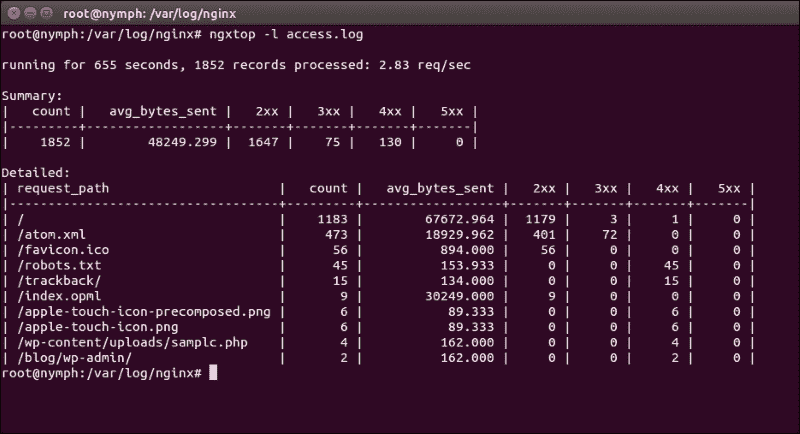 root@nymph: /var/log/nginx
root@nymph:/var/log/nginx# ngxtop -l access.log
running for 655 seconds, 1852 records processed: 2.83 req/sec
Summary:
|   count |   avg_bytes_sent |   2xx |   3xx |   4xx |   5xx |
|---------+------------------+-------+-------+-------+-------|
|    1852 |        48249.299 |  1647 |    75 |   130 |     0 |
Detailed:
| request_path                      |   count |   avg_bytes_sent |   2xx |   3xx |   4xx |   5xx |
|-----------------------------------+---------+------------------+-------+-------+-------+-------|
| /                                 |    1183 |        67672.964 |  1179 |     3 |     1 |     0 |
| /atom.xml                         |     473 |        18929.962 |   401 |    72 |     0 |     0 |
| /favicon.ico                      |      56 |          894.000 |    56 |     0 |     0 |     0 |
| /robots.txt                       |      45 |          153.933 |     0 |     0 |    45 |     0 |
| /trackback/                       |      15 |          134.000 |     0 |     0 |    15 |     0 |
| /index.opml                       |       9 |        30249.000 |     9 |     0 |     0 |     0 |
| /apple-touch-icon-precomposed.png |       6 |           89.333 |     0 |     0 |     6 |     0 |
| /apple-touch-icon.png             |       6 |           89.333 |     0 |     0 |     6 |     0 |
| /wp-content/uploads/samplc.php    |       4 |          162.000 |     0 |     0 |     4 |     0 |
| /blog/wp-admin/                   |       2 |          162.000 |     0 |     0 |     2 |     0 |
root@nymph:/var/log/nginx#